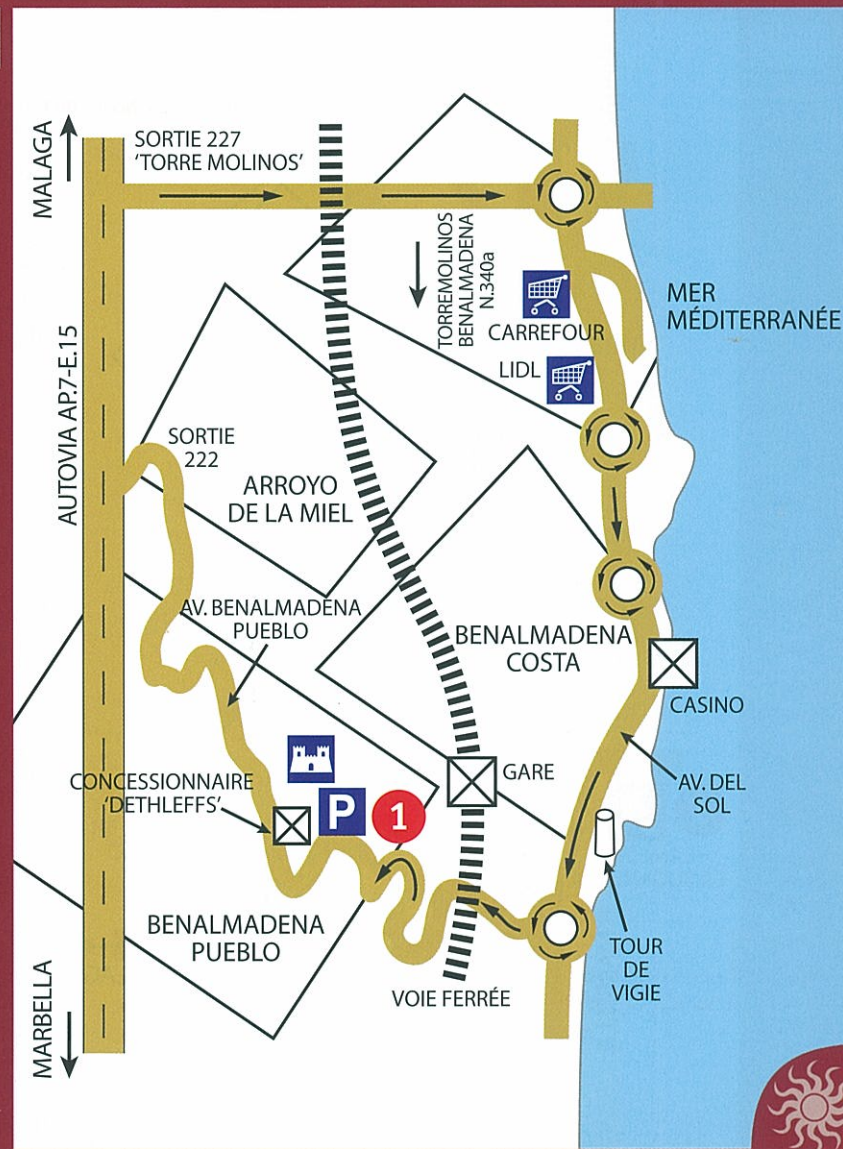 MALAGA
SORTIE 227
'TORRE MOLINOS'
TORREMOLINOS
BENALMADENA
N.340a
CARREFOUR
LIDL
MER
MÉDITERRANÉE
AUTOVIA AP.7-E.15
SORTIE
222
ARROYO
DE LA MIEL
AV. BENALMADENA
PUEBLO
BENALMADENA
COSTA
CASINO
GARE
AV. DEL
SOL
CONCESSIONNAIRE
'DETHLEFFS'
P
1
BENALMADENA
PUEBLO
TOUR
DE
VIGIE
VOIE FERRÉE
MARBELLA